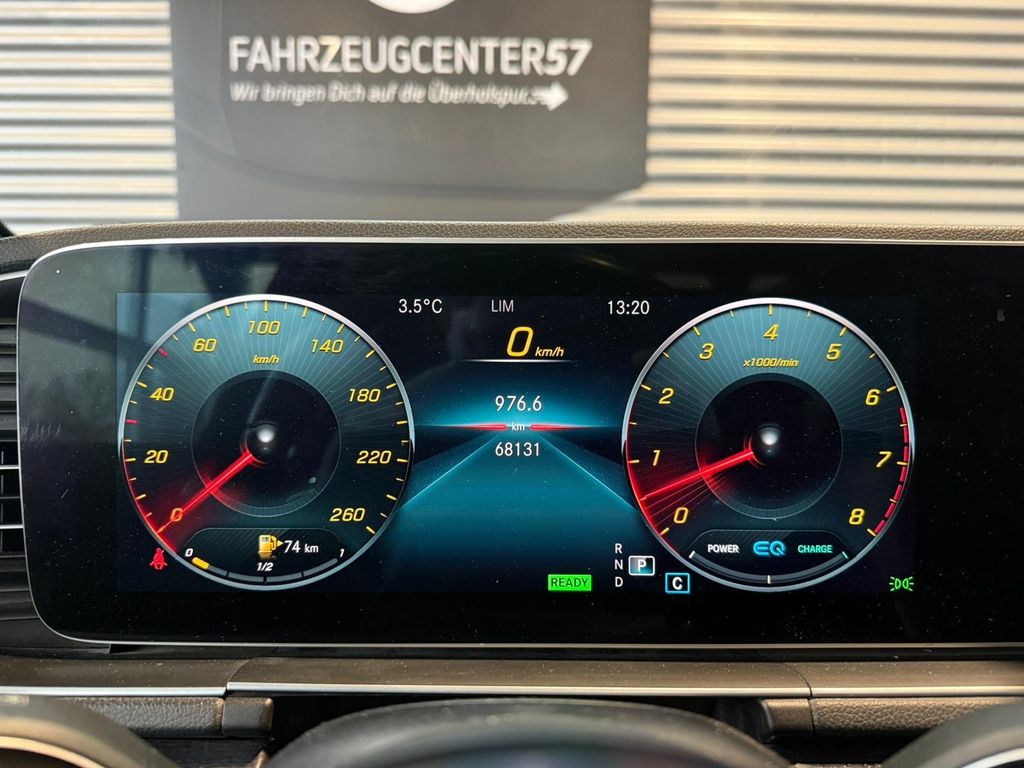 FAHRZEUGCENTER57
Wir bringen Dich auf die Überholspur...
3.5°C LIM 13:20
0 km/h
976.6
km
68131
0 20 40 60 100 140 180 220 260
km/h
0 1/2 1
74 km
READY
R
N P
D
C
0 1 2 3 4 5 6 7 8
x1000/min
POWER EQ CHARGE